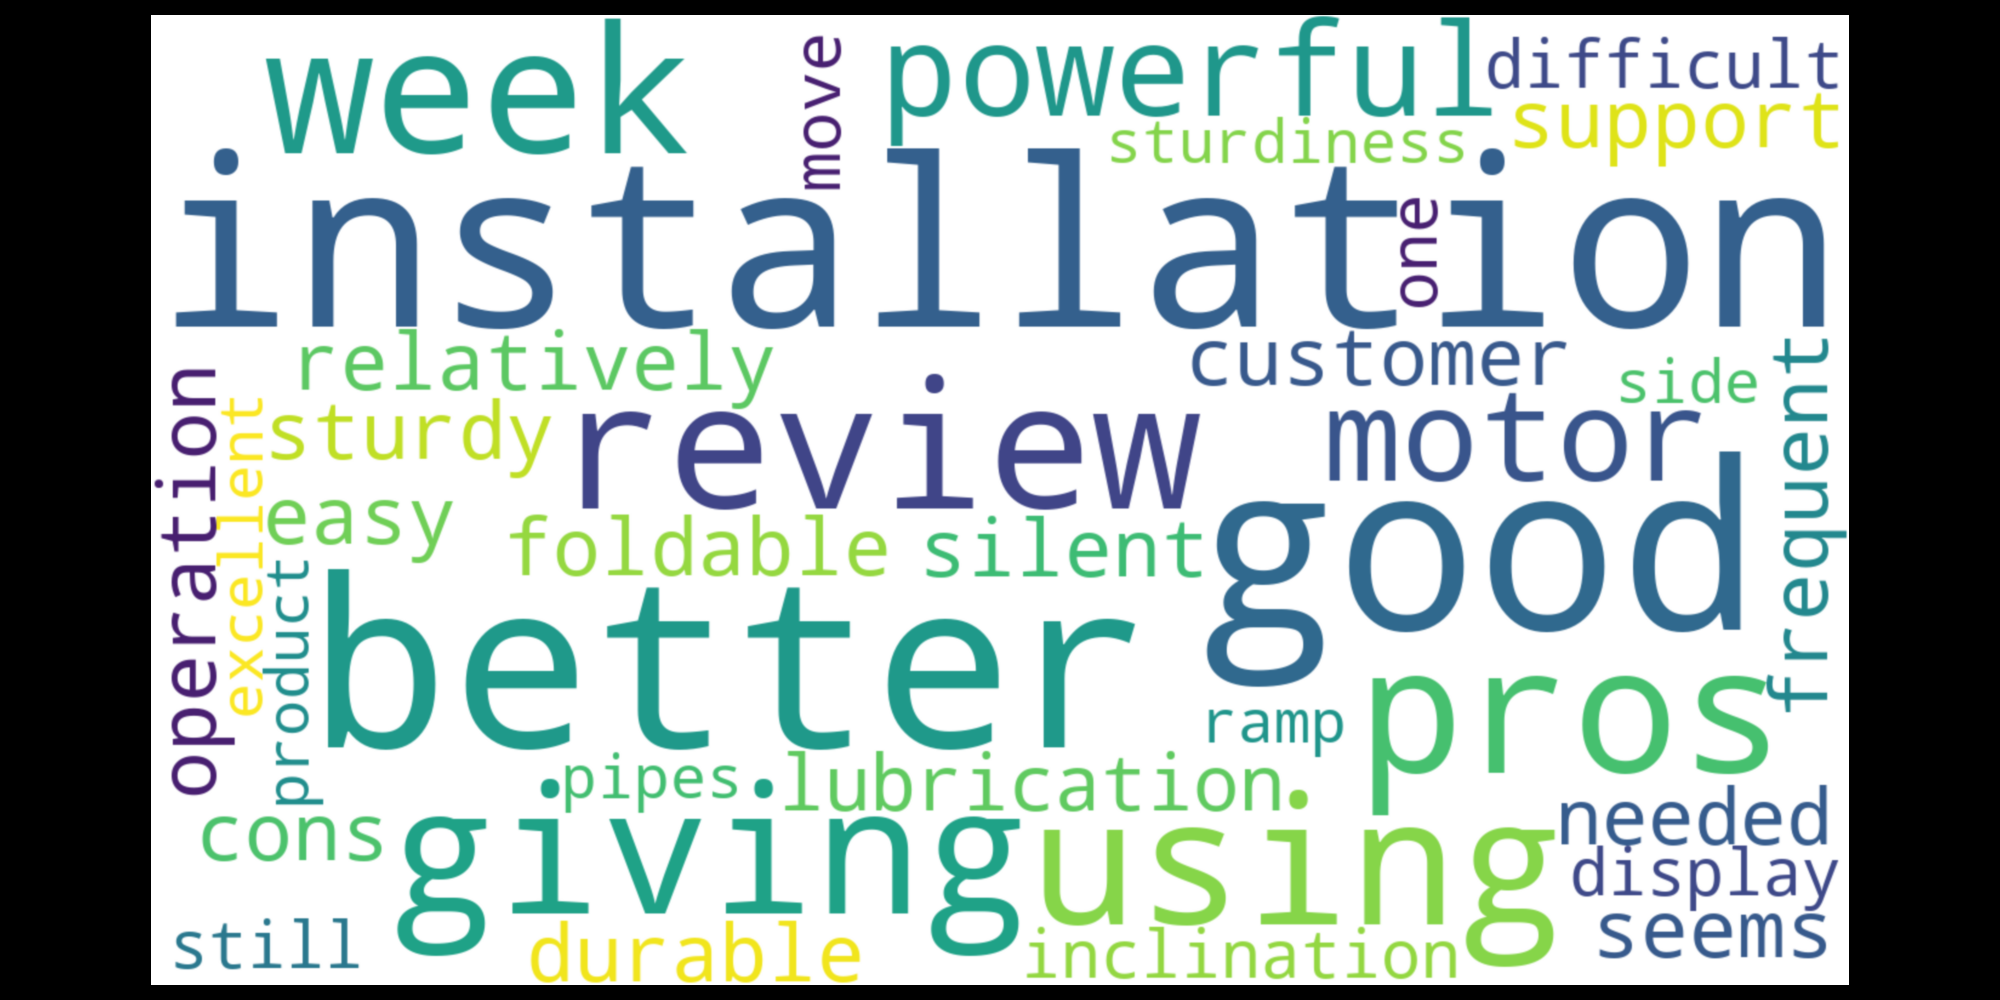 week
move
powerful
difficult
support
sturdiness
installation
one
relatively
customer
side
frequent
operation
excellent
sturdy
review
motor
good
easy
foldable
silent
product
better
ramp
pros
pipes
lubrication
needed
cons
giving
using
display
still
durable
inclination
seems